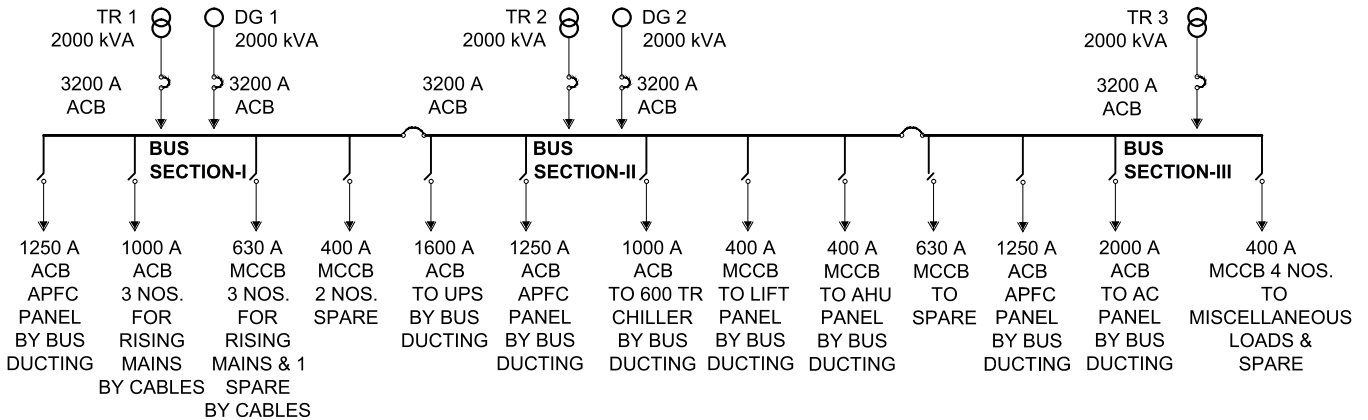 TR 1
2000 kVA
DG 1
2000 kVA
TR 2
2000 kVA
DG 2
2000 kVA
TR 3
2000 kVA
3200 A
ACB
3200 A
ACB
3200 A
ACB
3200 A
ACB
3200 A
ACB
BUS
SECTION-I
BUS
SECTION-II
BUS
SECTION-III
1250 A
ACB
APFC
PANEL
BY BUS
DUCTING
1000 A
ACB
3 NOS.
FOR
RISING
MAINS
BY CABLES
630 A
MCCB
3 NOS.
FOR
RISING
MAINS & 1
SPARE
BY CABLES
400 A
MCCB
2 NOS.
SPARE
1600 A
ACB
TO UPS
BY BUS
DUCTING
1250 A
ACB
APFC
PANEL
BY BUS
DUCTING
1000 A
ACB
TO 600 TR
CHILLER
BY BUS
DUCTING
400 A
MCCB
TO LIFT
PANEL
BY BUS
DUCTING
400 A
MCCB
TO AHU
PANEL
BY BUS
DUCTING
630 A
MCCB
TO
SPARE
1250 A
ACB
APFC
PANEL
BY BUS
DUCTING
2000 A
ACB
TO AC
PANEL
BY BUS
DUCTING
400 A
MCCB 4 NOS.
TO
MISCELLANEOUS
LOADS &
SPARE